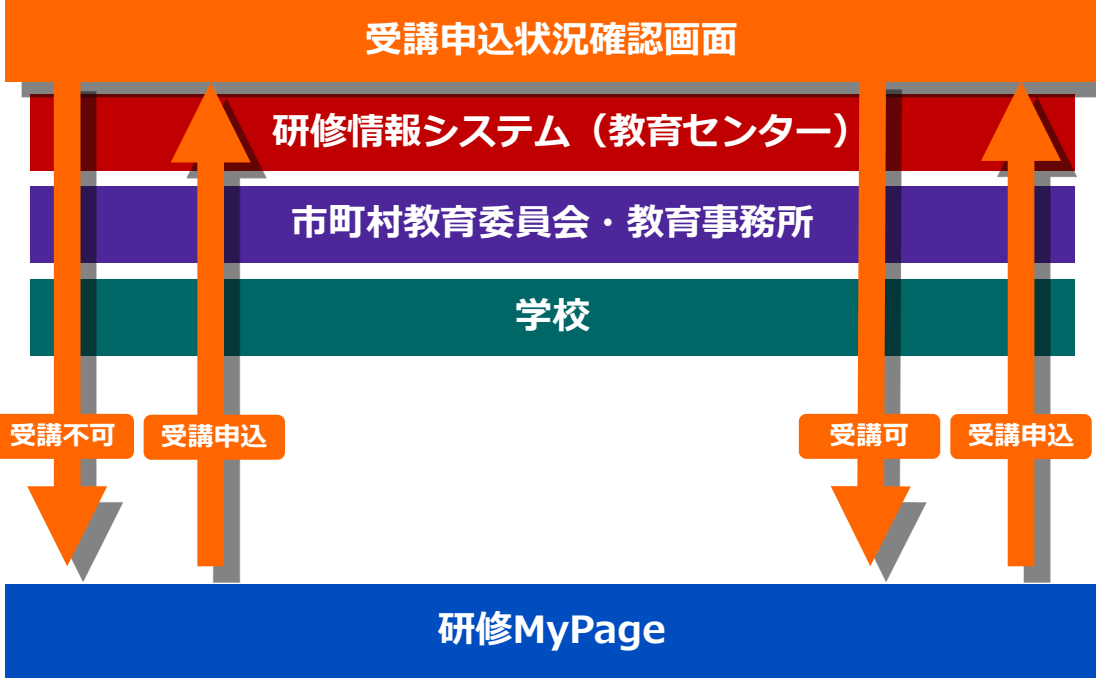 受講申込状況確認画面
研修情報システム（教育センター）
市町村教育委員会・教育事務所
学校
受講不可
受講申込
受講可
受講申込
研修MyPage